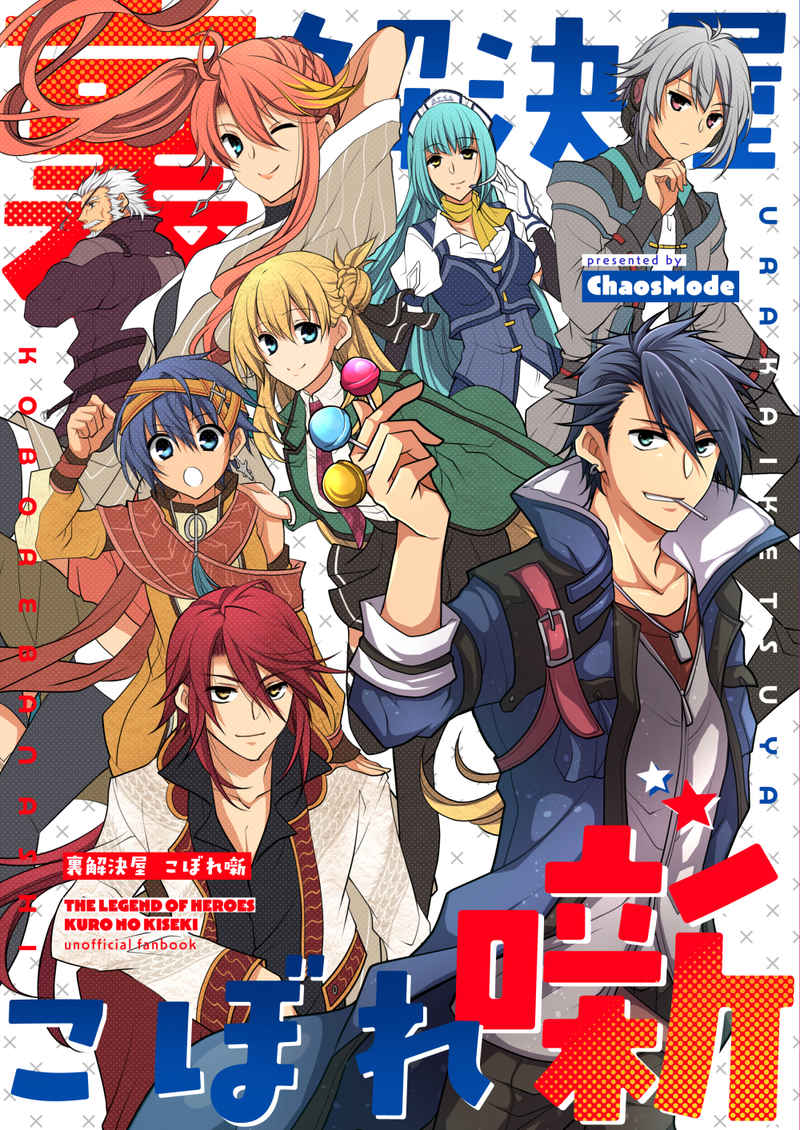 裏解決屋
presented by
ChaosMode
URAKAIKETSUYA
KOBOREBANASHI
裏解決屋 こぼれ噺
THE LEGEND OF HEROES
KURO NO KISEKI
unofficial fanbook
こぼれ噺